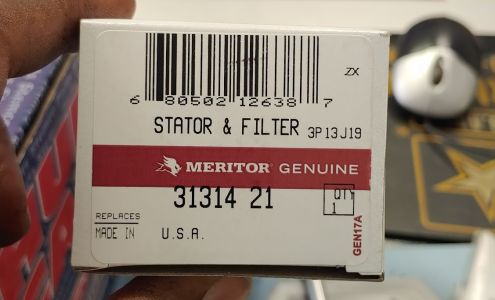 ZX
6 80502 12638 7
STATOR & FILTER 3P13J19
MERITOR GENUINE
31314 21
QTY
1
REPLACES
MADE IN U.S.A.
GEN17A